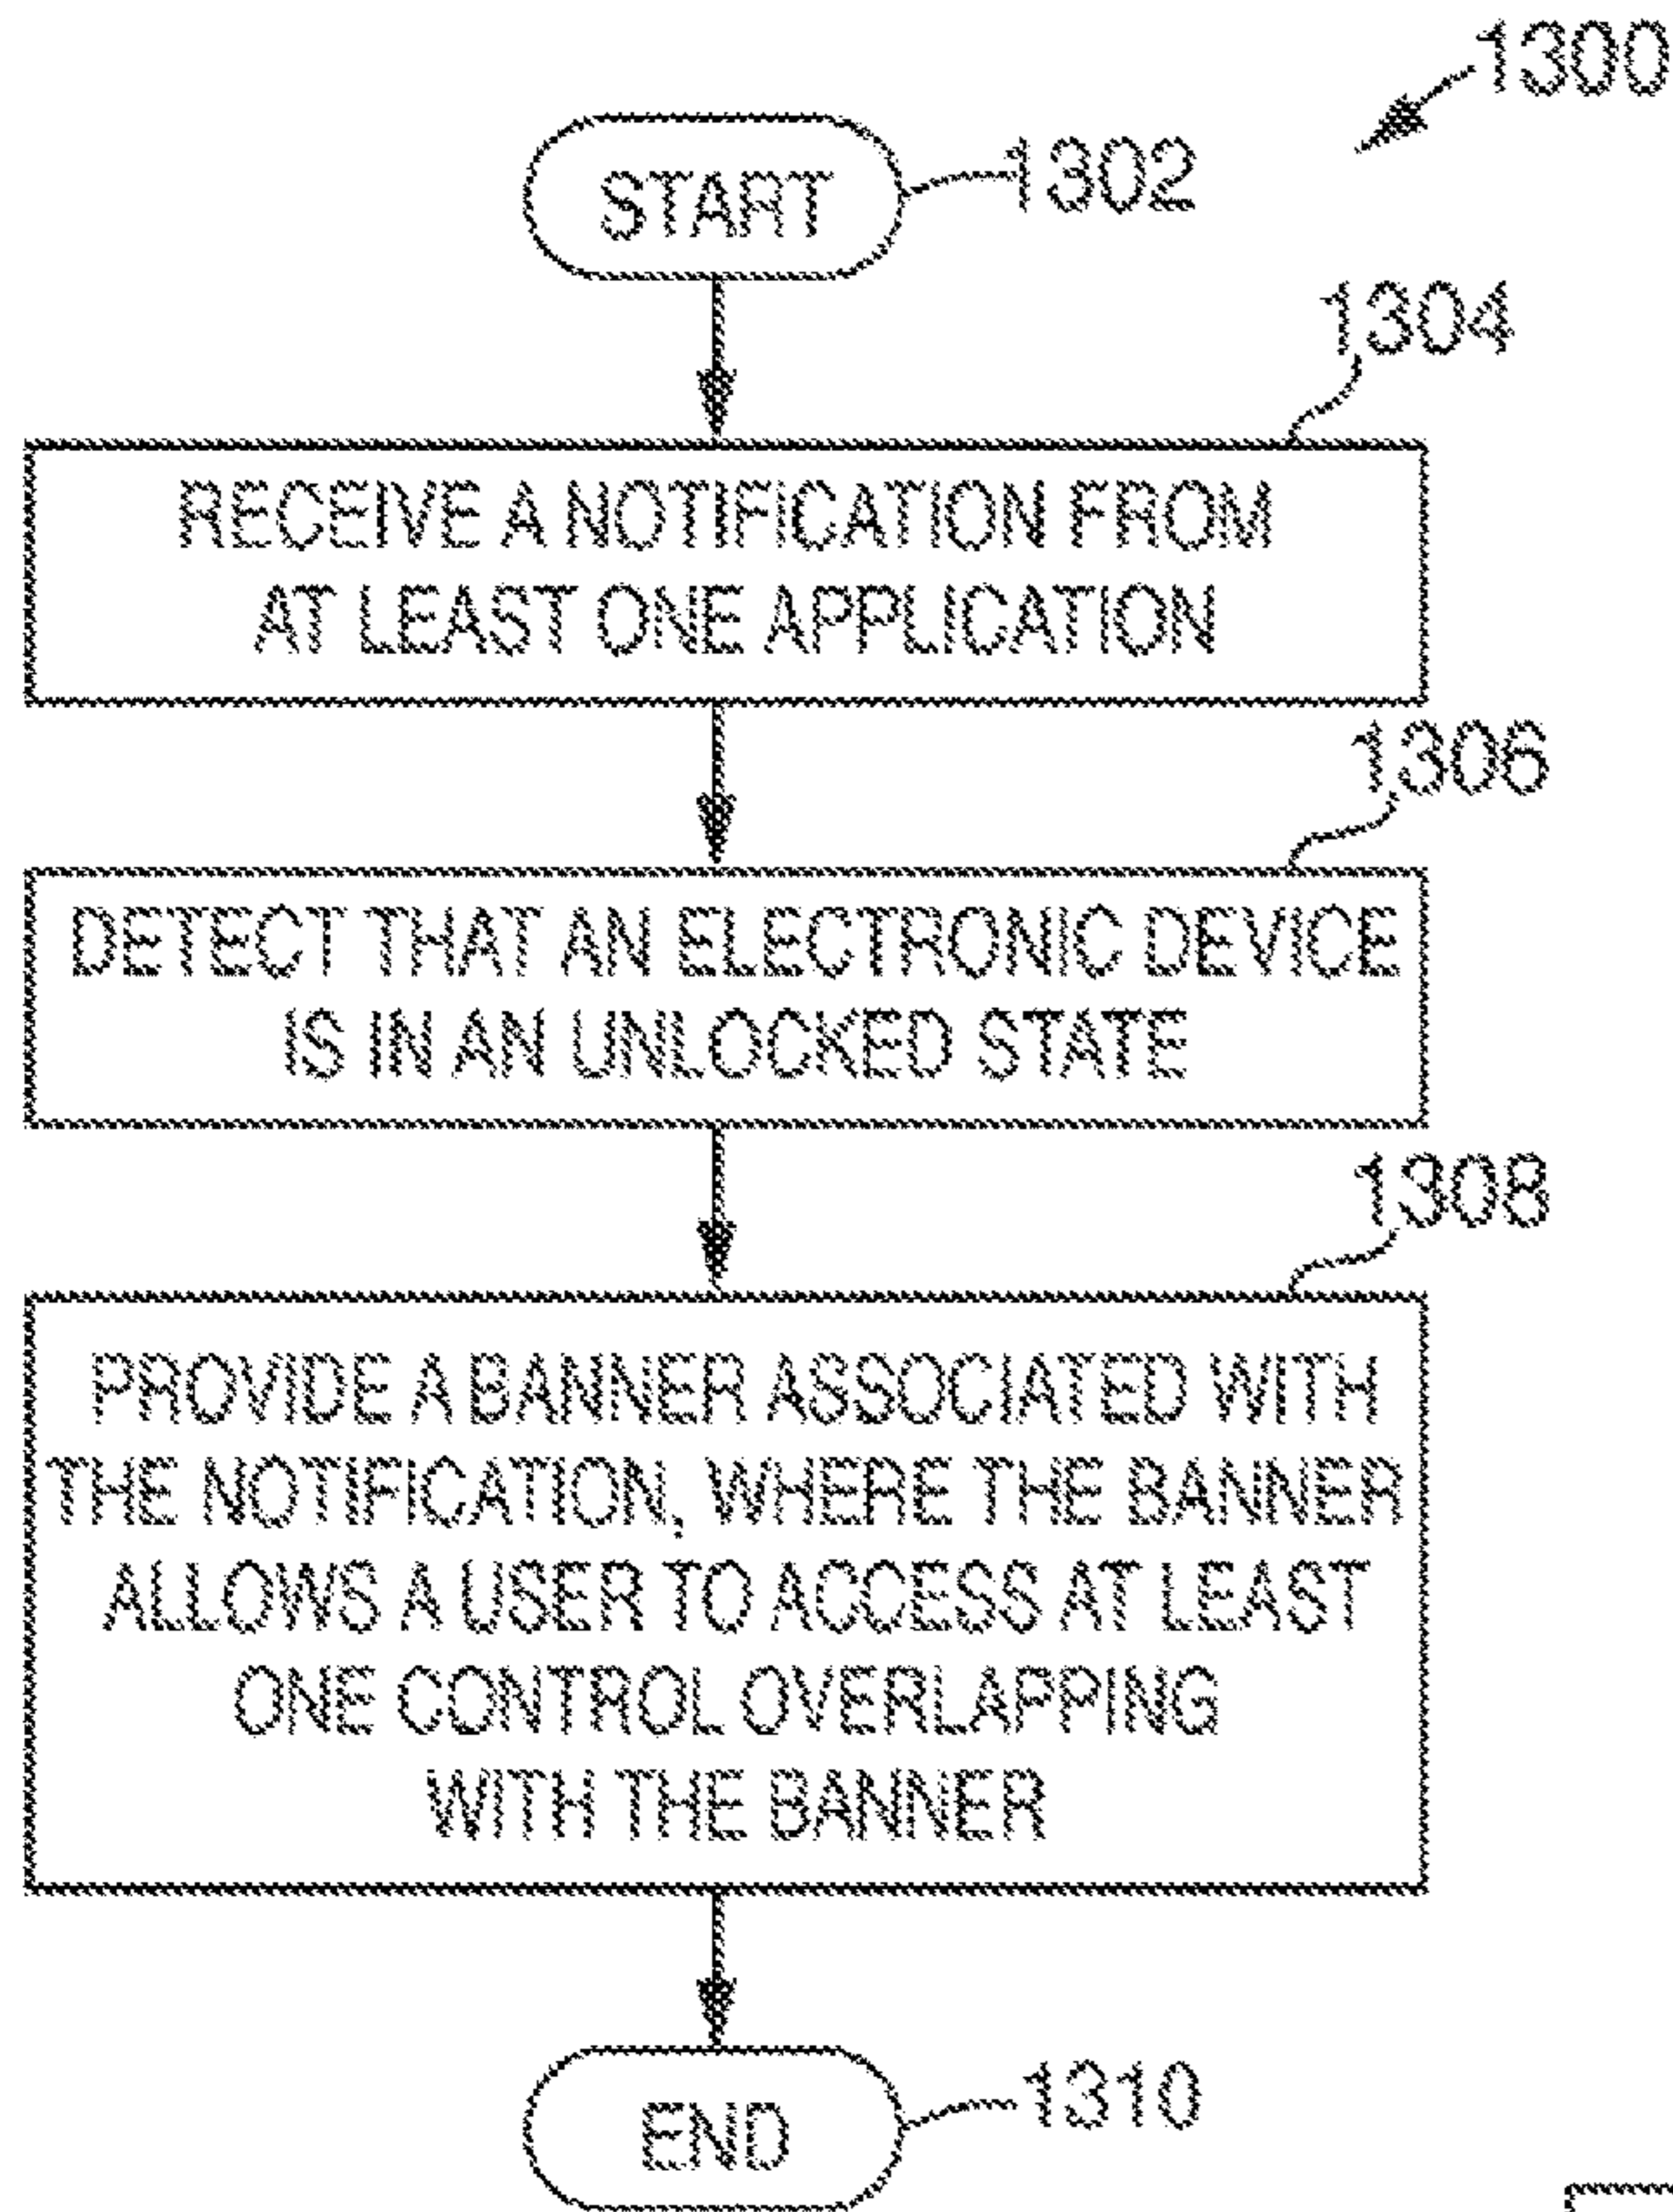 1300
START
1302
1304
RECEIVE A NOTIFICATION FROM
AT LEAST ONE APPLICATION
1306
DETECT THAT AN ELECTRONIC DEVICE
IS IN AN UNLOCKED STATE
1308
PROVIDE A BANNER ASSOCIATED WITH
THE NOTIFICATION, WHERE THE BANNER
ALLOWS A USER TO ACCESS AT LEAST
ONE CONTROL OVERLAPPING
WITH THE BANNER
END
1310